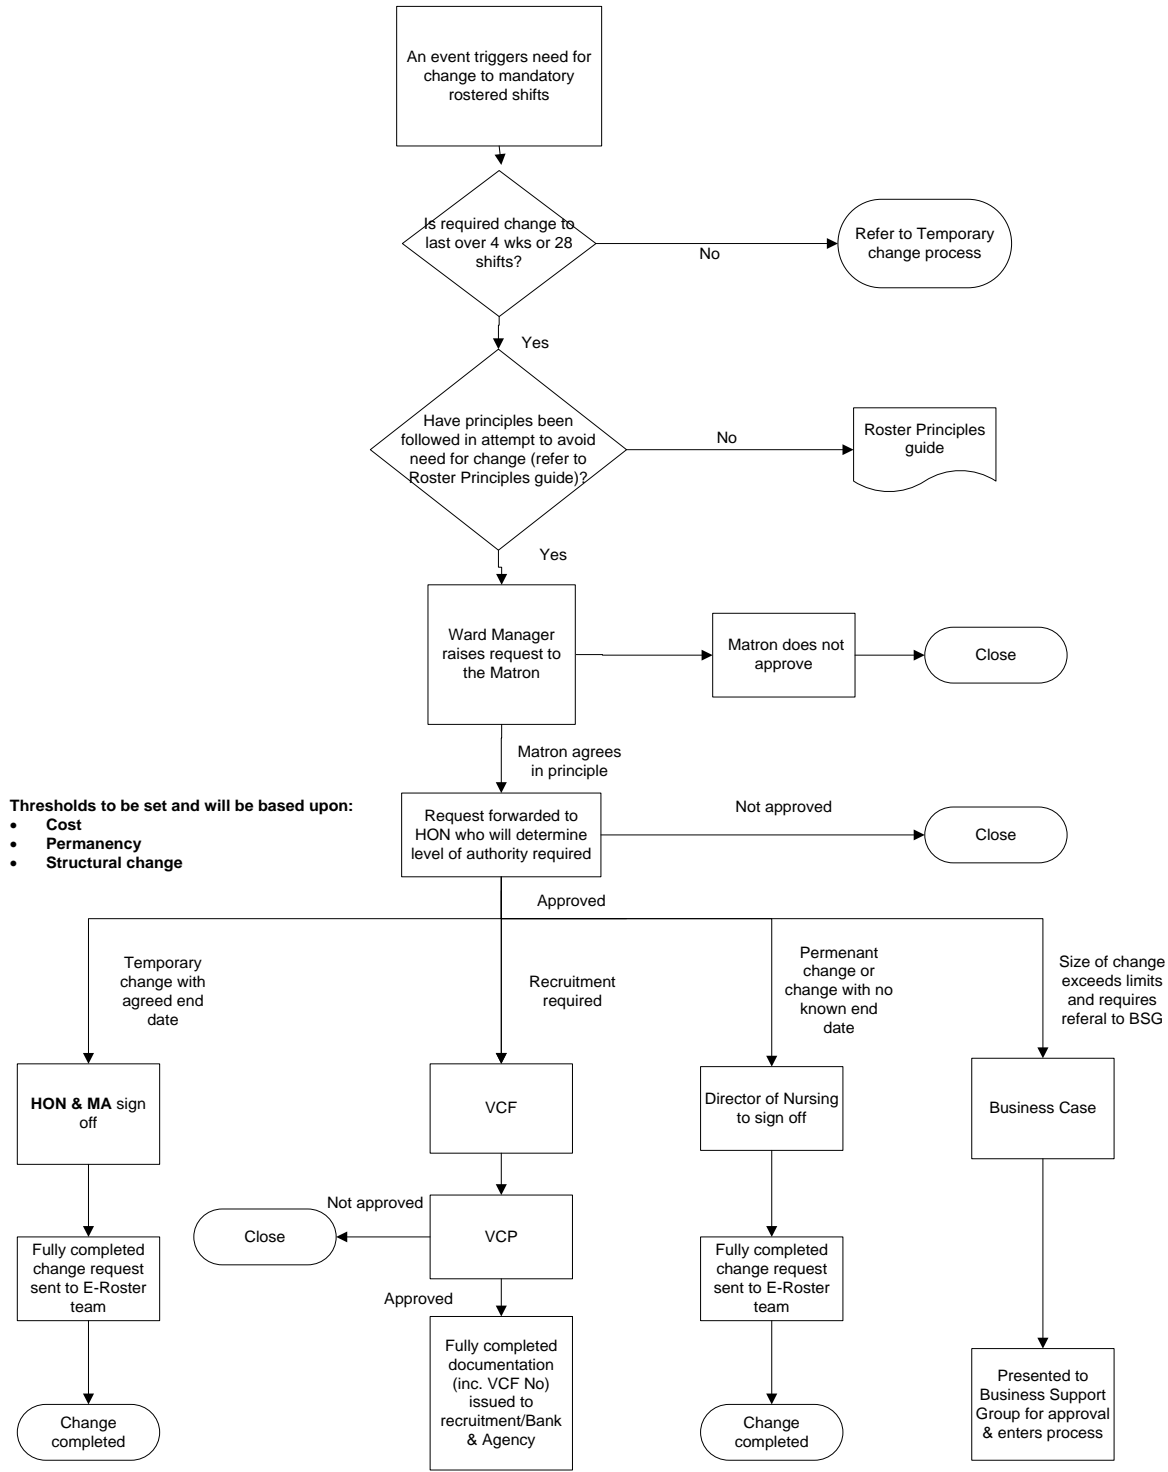 An event triggers need for
change to mandatory
rostered shifts
Is required change to
last over 4 wks or 28
shifts?
No
Refer to Temporary
change process
Yes
Have principles been
followed in attempt to avoid
need for change (refer to
Roster Principles guide)?
No
Roster Principles
guide
Yes
Ward Manager
raises request to
the Matron
Matron does not
approve
Close
Matron agrees
in principle
Thresholds to be set and will be based upon:
• Cost
• Permanency
• Structural change
Request forwarded to
HON who will determine
level of authority required
Not approved
Close
Approved
Temporary
change with
agreed end
date
Recruitment
required
Permenant
change or
change with no
known end
date
Size of change
exceeds limits
and requires
referal to BSG
HON & MA sign
off
VCF
Director of Nursing
to sign off
Business Case
Not approved
Close
VCP
Fully completed
change request
sent to E-Roster
team
Fully completed
change request
sent to E-Roster
team
Approved
Change
completed
Fully completed
documentation
(inc. VCF No)
issued to
recruitment/Bank
& Agency
Change
completed
Presented to
Business Support
Group for approval
& enters process